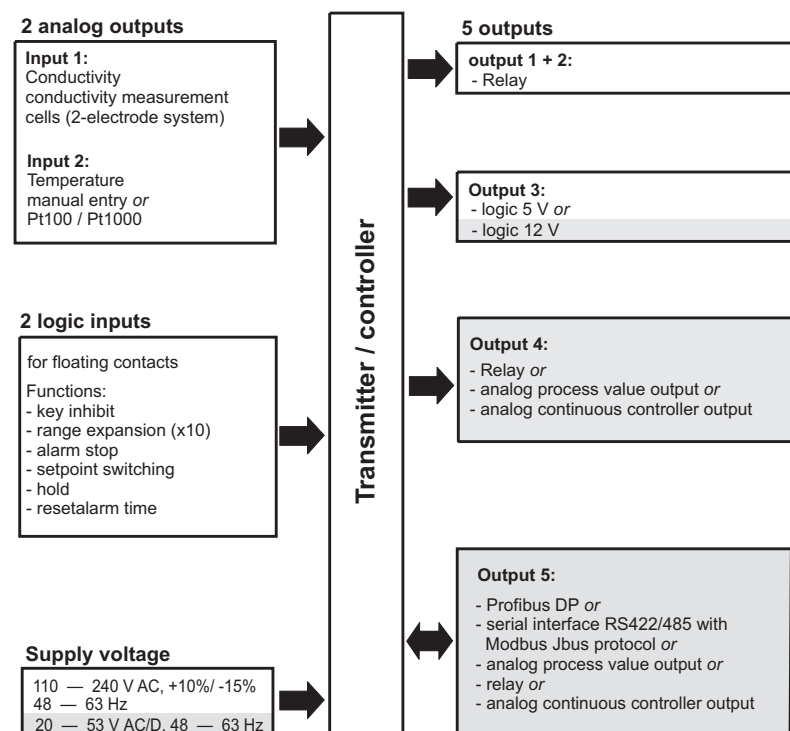 2 analog outputs
Input 1:
Conductivity
conductivity measurement
cells (2-electrode system)
Input 2:
Temperature
manual entry or
Pt100 / Pt1000
2 logic inputs
for floating contacts
Functions:
- key inhibit
- range expansion (x10)
- alarm stop
- setpoint switching
- hold
- resetalarm time
Supply voltage
110 — 240 V AC, +10%/ -15%
48 — 63 Hz
20 — 53 V AC/D, 48 — 63 Hz
Transmitter / controller
5 outputs
output 1 + 2:
- Relay
Output 3:
- logic 5 V or
- logic 12 V
Output 4:
- Relay or
- analog process value output or
- analog continuous controller output
Output 5:
- Profibus DP or
- serial interface RS422/485 with
Modbus Jbus protocol or
- analog process value output or
- relay or
- analog continuous controller output